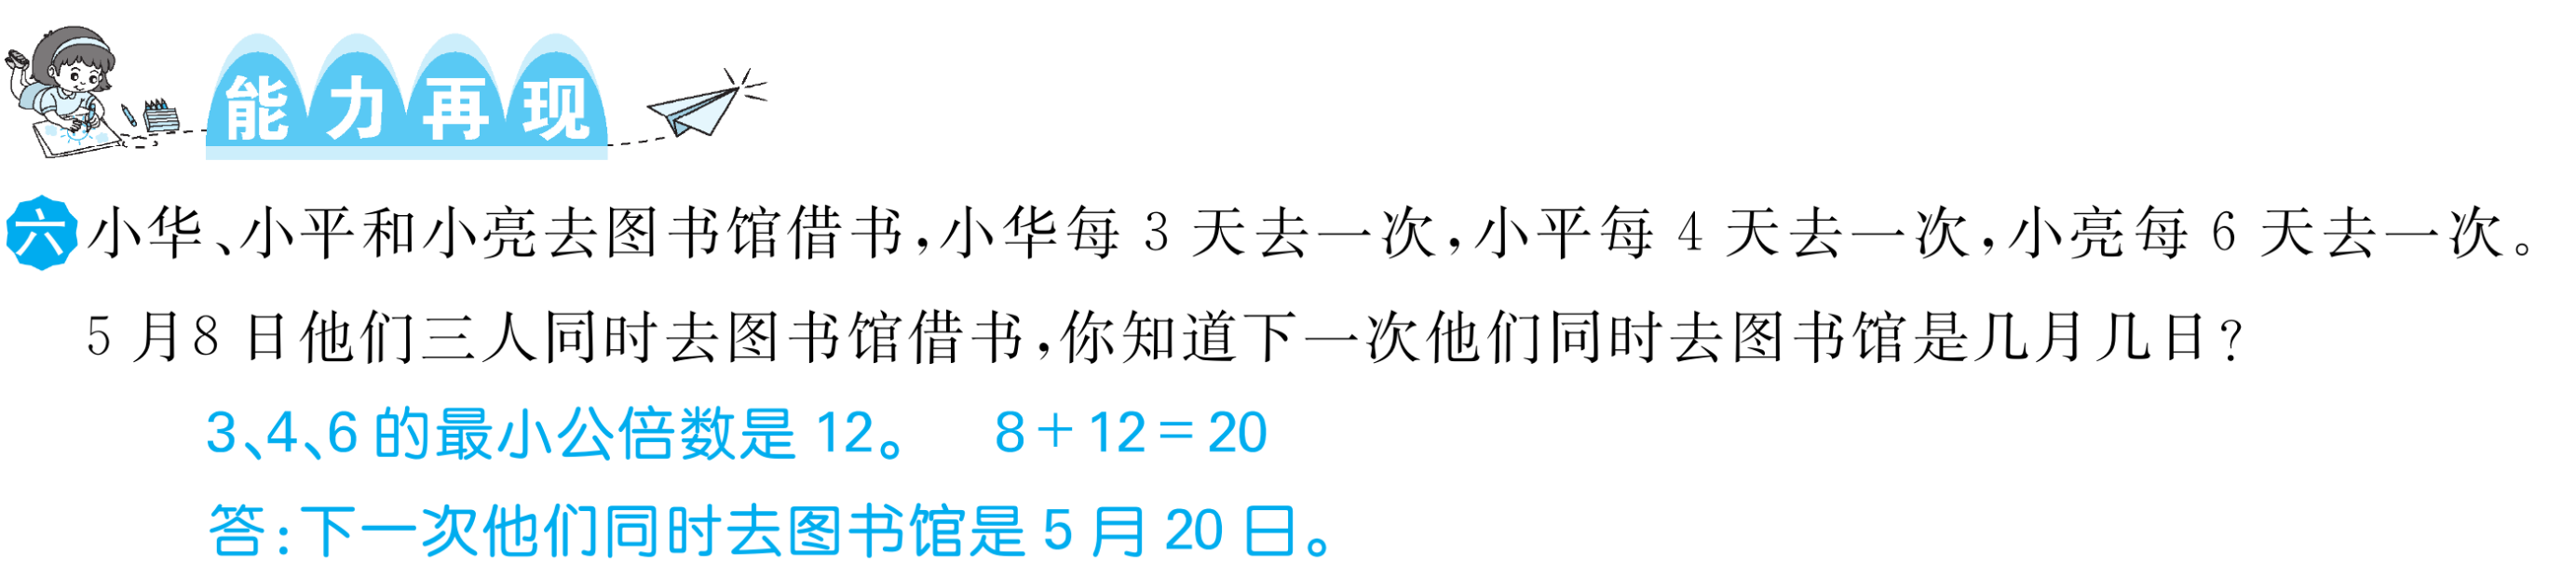 能力再现
六 小华、小平和小亮去图书馆借书,小华每 3 天去一次,小平每 4 天去一次,小亮每 6 天去一次。
5 月8 日他们三人同时去图书馆借书,你知道下一次他们同时去图书馆是几月几日?
3、4、6 的最小公倍数是 12。 8+12=20
答:下一次他们同时去图书馆是 5 月 20 日。